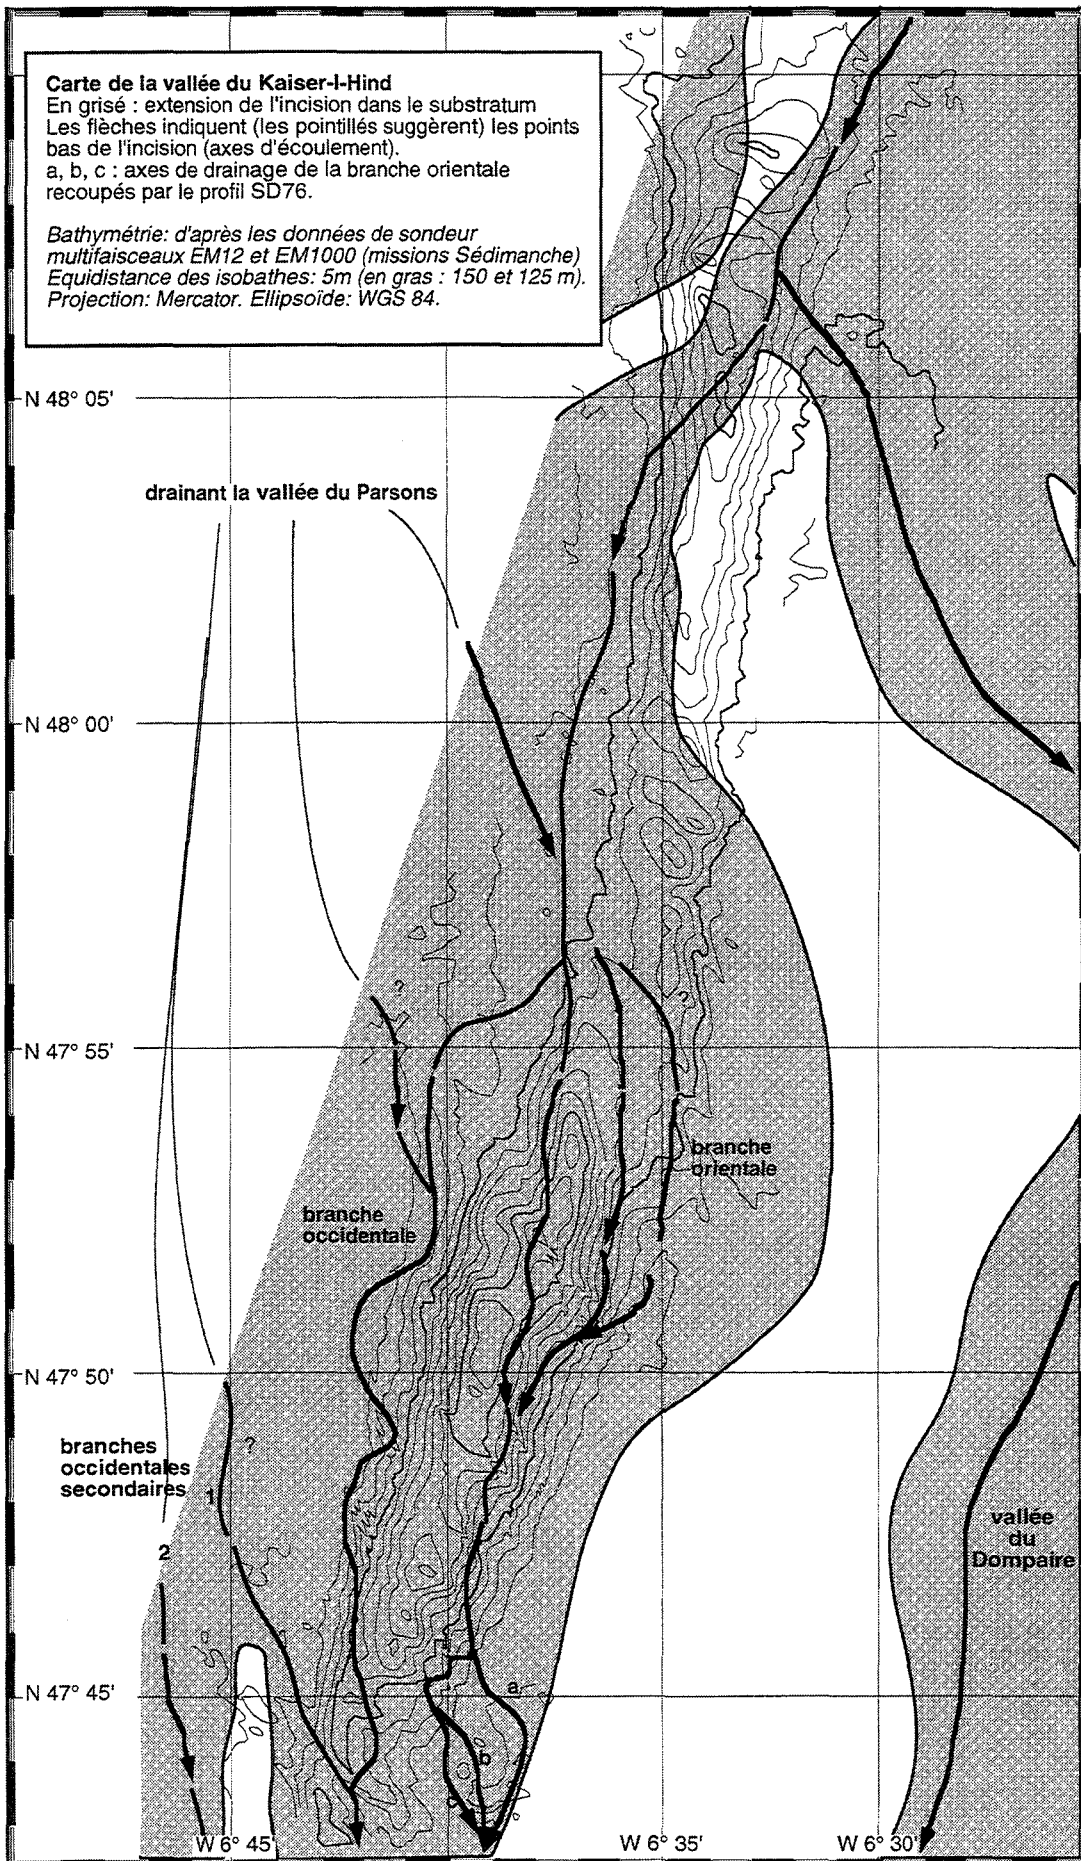 Carte de la vallée du Kaiser-I-Hind
En grisé : extension de l'incision dans le substratum
Les flèches indiquent (les pointillés suggèrent) les points
bas de l'incision (axes d'écoulement).
a, b, c : axes de drainage de la branche orientale
recoupés par le profil SD76.
Bathymétrie: d'après les données de sondeur
multifaisceaux EM12 et EM1000 (missions Sédimanche)
Equidistance des isobathes: 5m (en gras : 150 et 125 m).
Projection: Mercator. Ellipsoïde: WGS 84.
N 48° 05'
drainant la vallée du Parsons
N 48° 00'
?
?
N 47° 55'
branche
orientale
branche
occidentale
N 47° 50'
branches
occidentales
secondaires
?
1
2
vallée
du
Dompaire
N 47° 45'
a
b
c
W 6° 45'
W 6° 35'
W 6° 30'